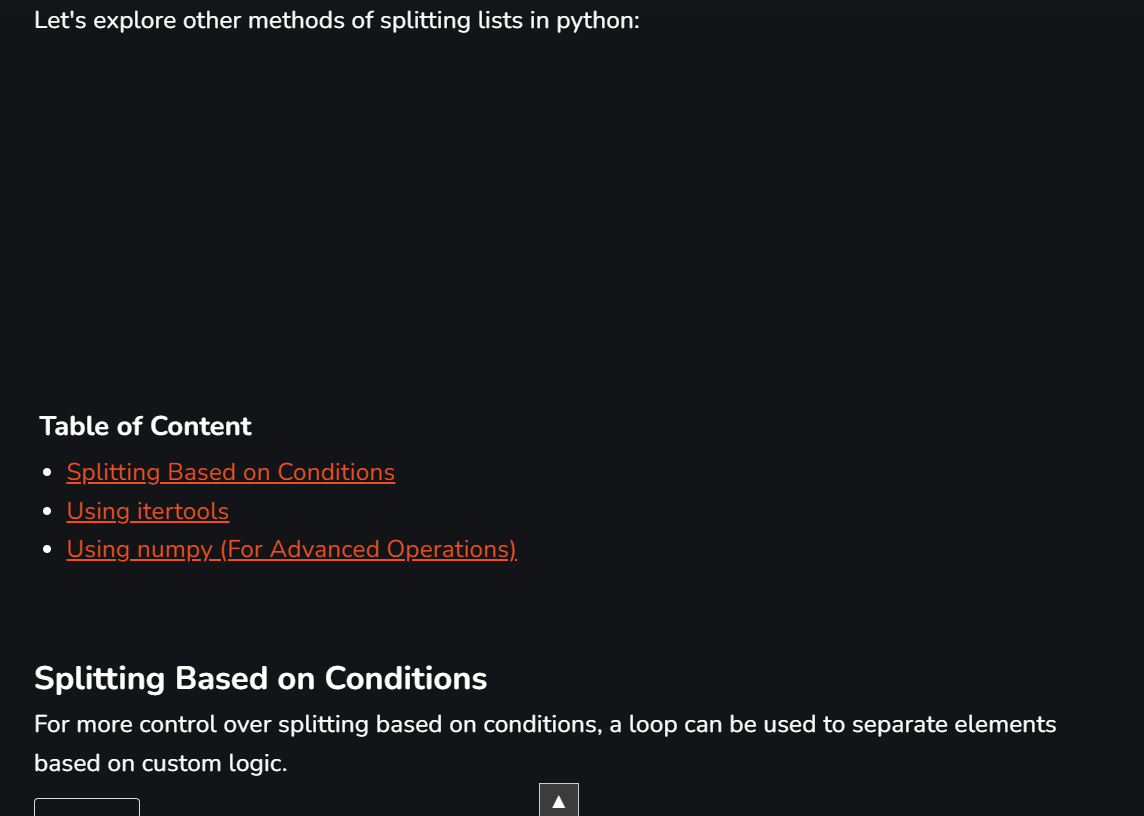 Let's explore other methods of splitting lists in python:
Table of Content
Splitting Based on Conditions
Using itertools
Using numpy (For Advanced Operations)
Splitting Based on Conditions
For more control over splitting based on conditions, a loop can be used to separate elements
based on custom logic.